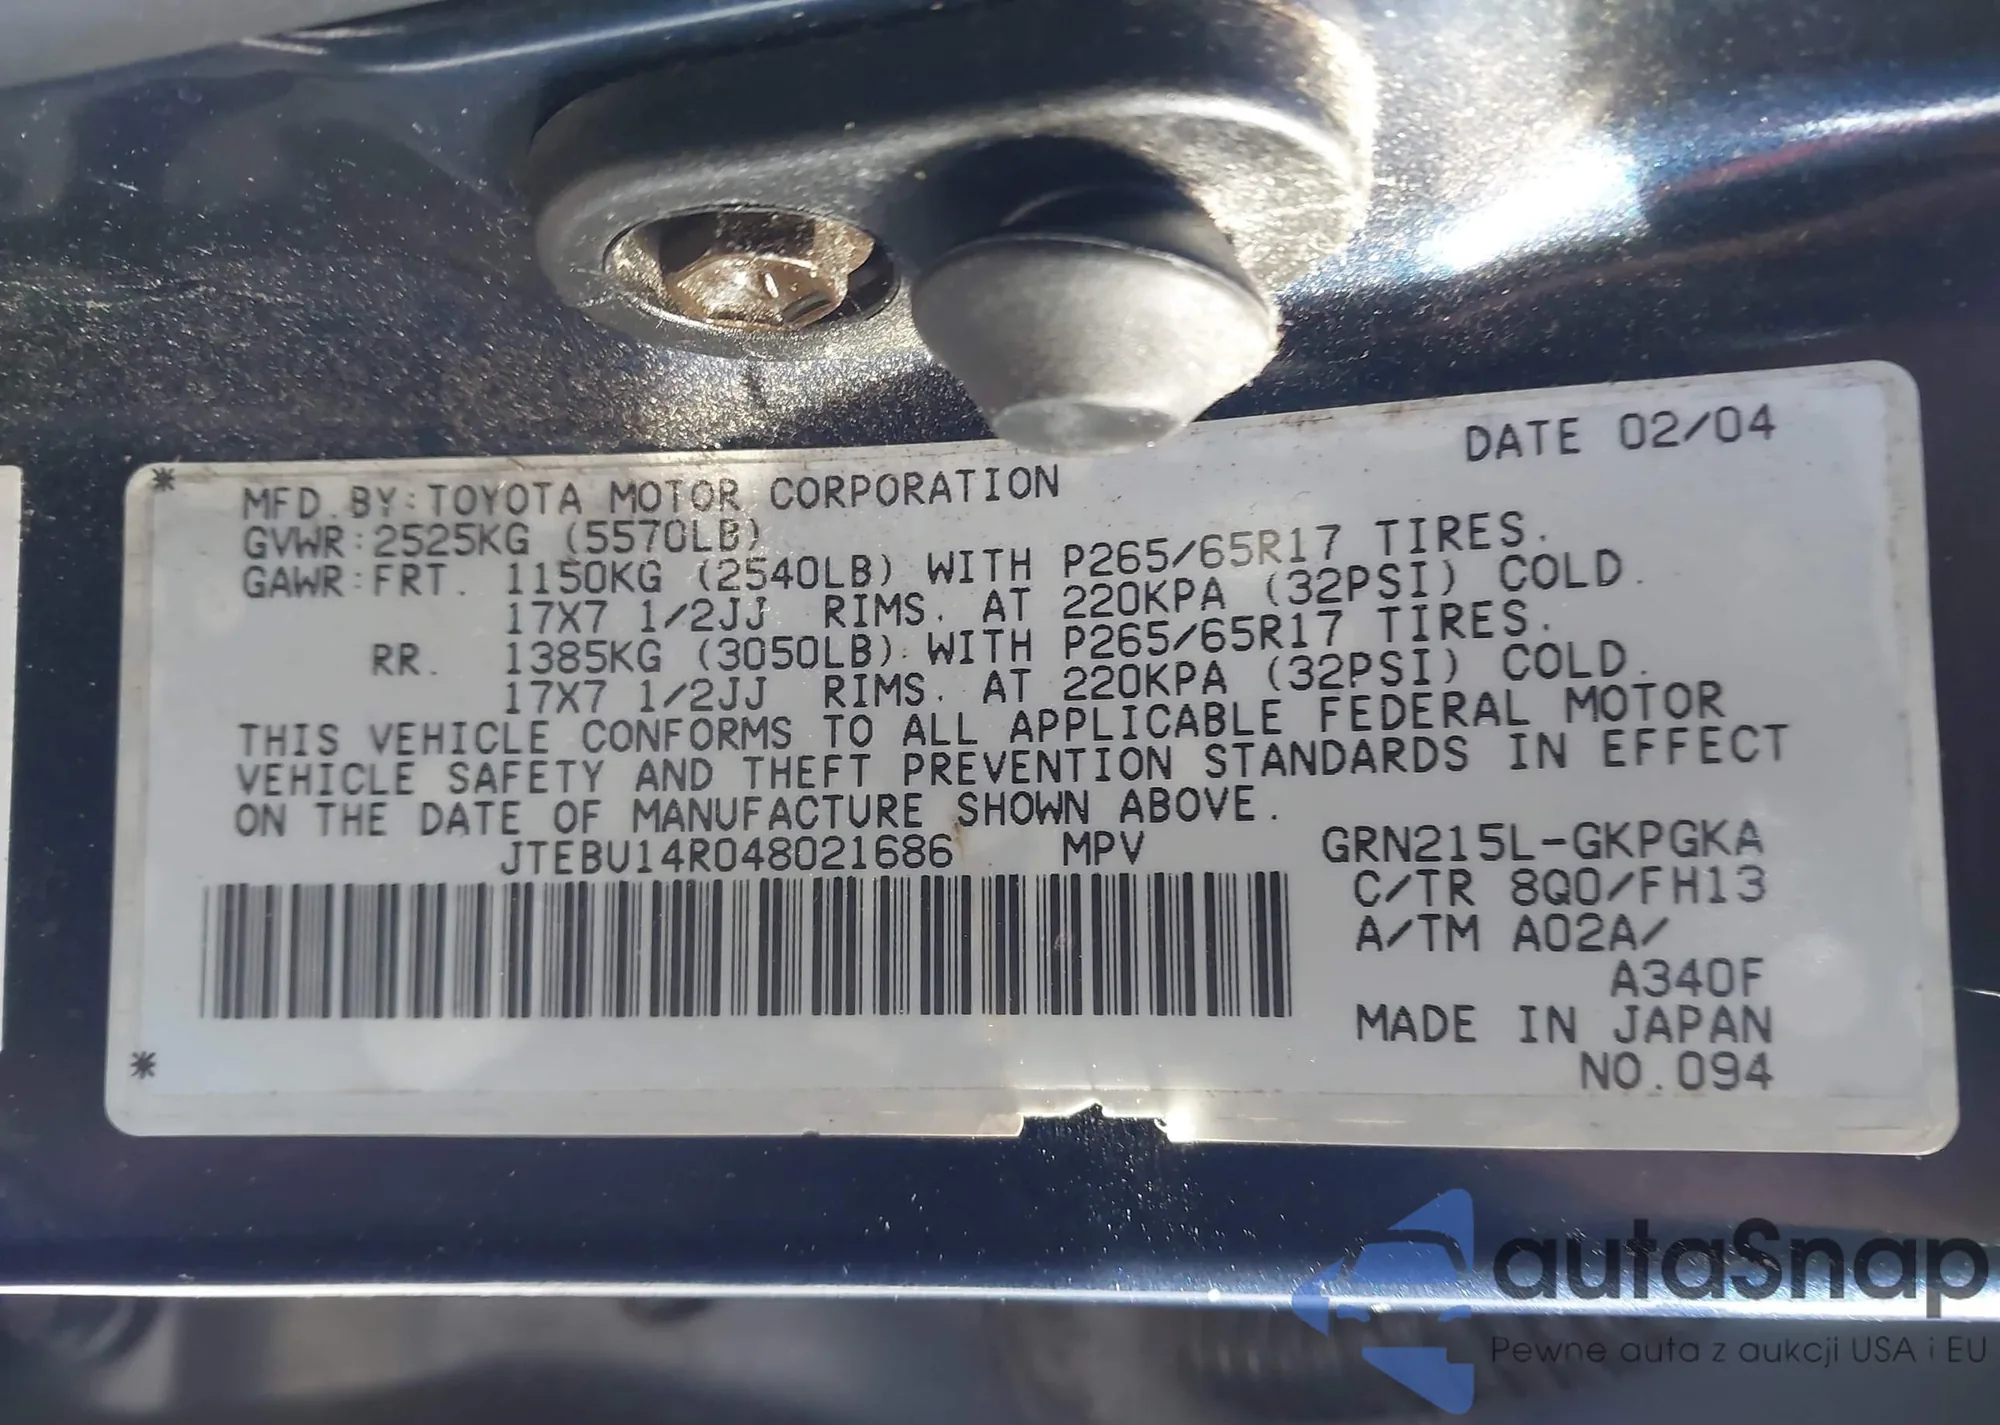 DATE 02/04
MFD.BY:TOYOTA MOTOR CORPORATION
GVWR:2525KG (5570LB)
GAWR:FRT. 1150KG (2540LB) WITH P265/65R17 TIRES.
17X7 1/2JJ RIMS. AT 220KPA (32PSI) COLD.
RR. 1385KG (3050LB) WITH P265/65R17 TIRES.
17X7 1/2JJ RIMS. AT 220KPA (32PSI) COLD.
THIS VEHICLE CONFORMS TO ALL APPLICABLE FEDERAL MOTOR
VEHICLE SAFETY AND THEFT PREVENTION STANDARDS IN EFFECT
ON THE DATE OF MANUFACTURE SHOWN ABOVE.
JTEBU14R048021686 MPV GRN215L-GKPGKA
C/TR 8Q0/FH13
A/TM A02A/
A340F
MADE IN JAPAN
NO.094
autaSnap
Pewne auta z aukcji USA i EU